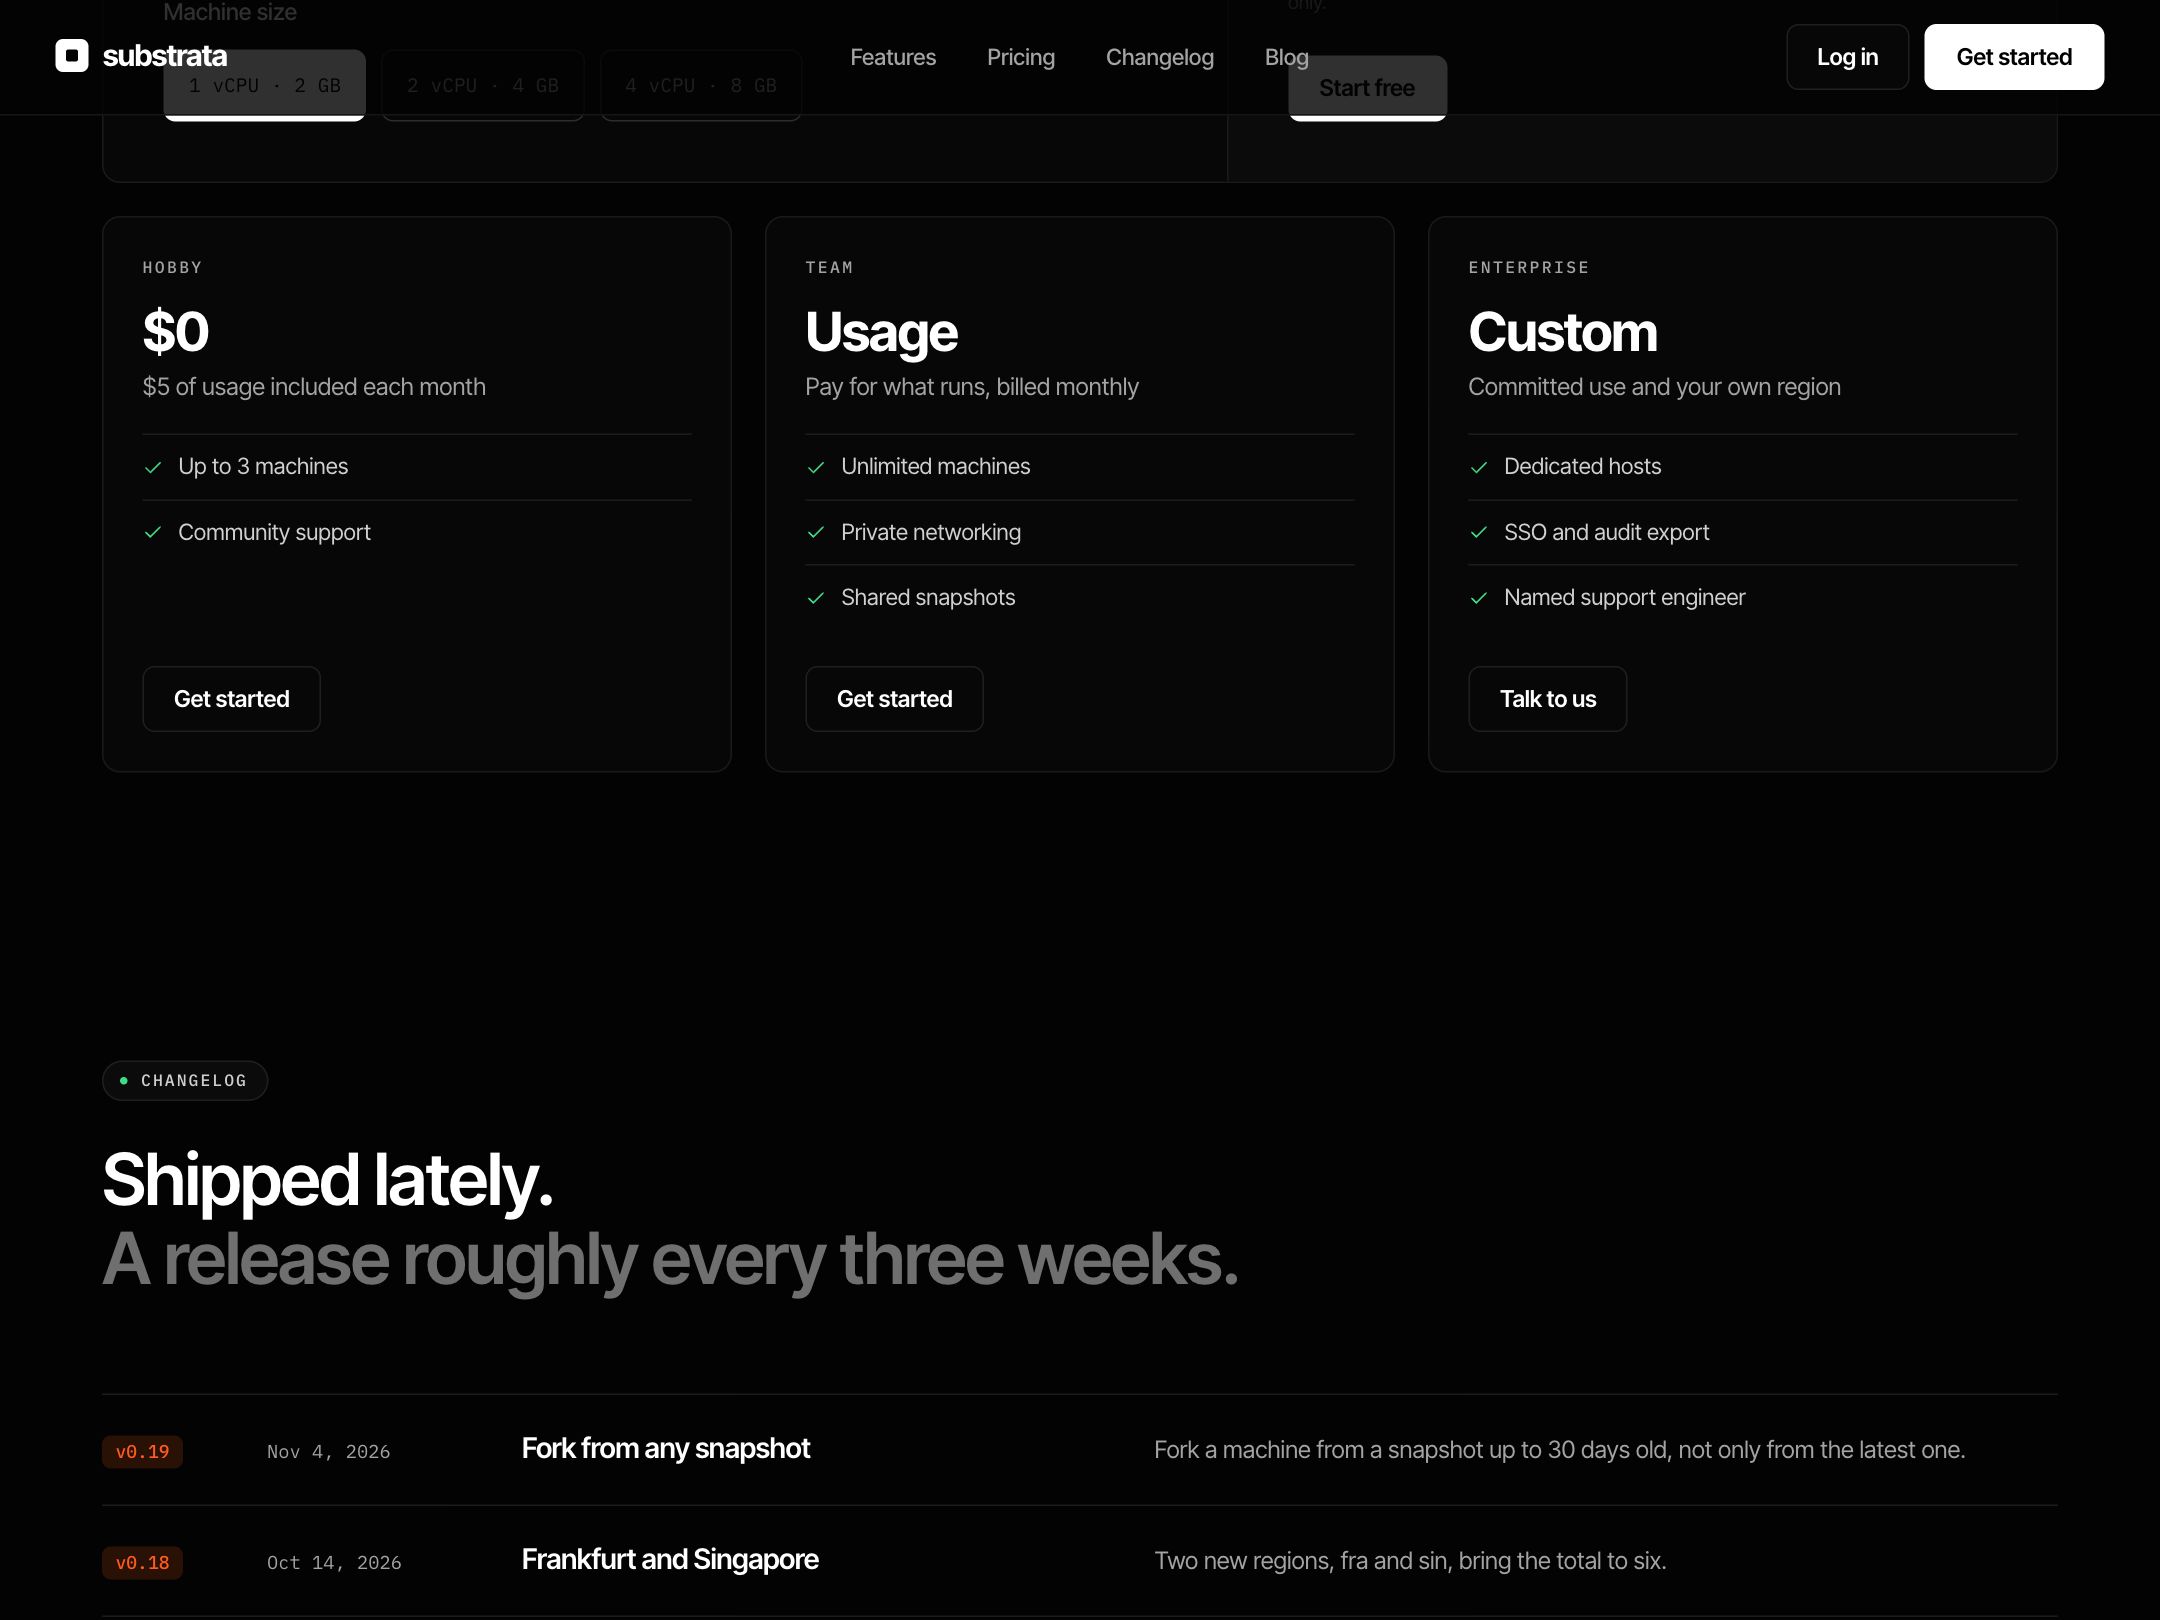 Machine size
only.
substrata
Features
Pricing
Changelog
Blog
Log in
Get started
1 vCPU · 2 GB
2 vCPU · 4 GB
4 vCPU · 8 GB
Start free
HOBBY
$0
$5 of usage included each month
Up to 3 machines
Community support
Get started
TEAM
Usage
Pay for what runs, billed monthly
Unlimited machines
Private networking
Shared snapshots
Get started
ENTERPRISE
Custom
Committed use and your own region
Dedicated hosts
SSO and audit export
Named support engineer
Talk to us
CHANGELOG
Shipped lately.
A release roughly every three weeks.
v0.19
Nov 4, 2026
Fork from any snapshot
Fork a machine from a snapshot up to 30 days old, not only from the latest one.
v0.18
Oct 14, 2026
Frankfurt and Singapore
Two new regions, fra and sin, bring the total to six.